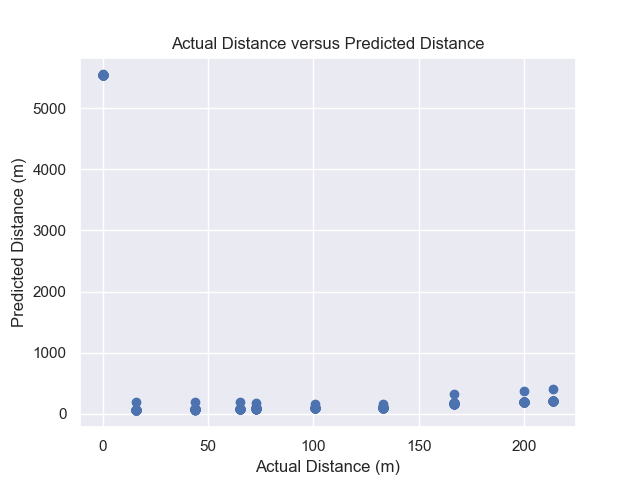 Actual Distance versus Predicted Distance
5000
4000
3000
2000
1000
0
Predicted Distance (m)
0 50 100 150 200
Actual Distance (m)